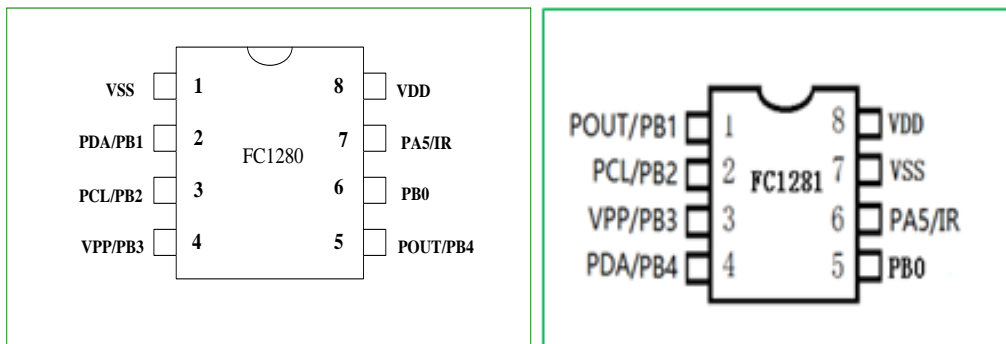 VSS 1 8 VDD
PDA/PB1 2 7 PA5/IR
FC1280
PCL/PB2 3 6 PB0
VPP/PB3 4 5 POUT/PB4
POUT/PB1 1 8 VDD
PCL/PB2 2 FC1281 7 VSS
VPP/PB3 3 6 PA5/IR
PDA/PB4 4 5 PB0